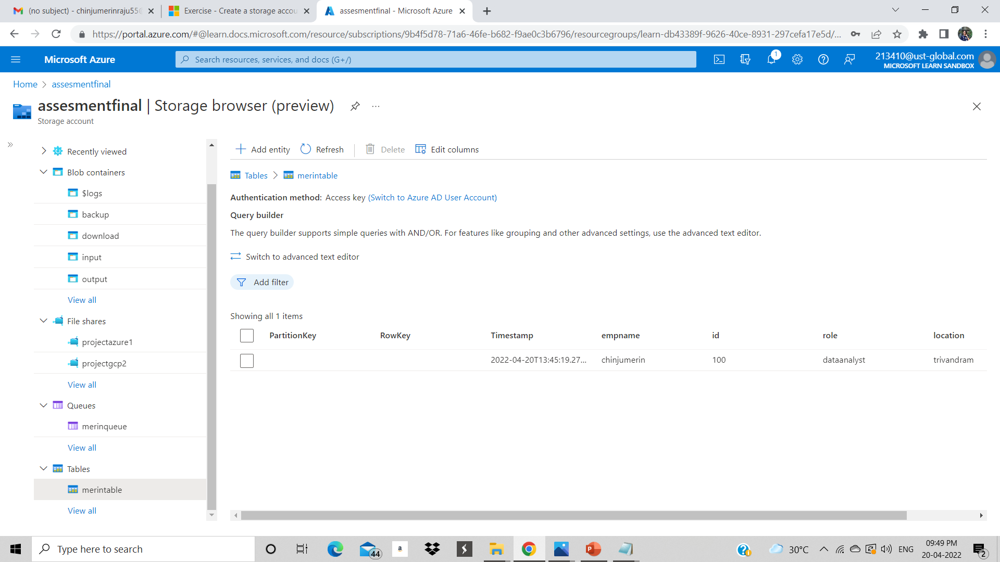 (no subject) - chinjumerinraju55@
Exercise - Create a storage accou
assesmentfinal - Microsoft Azure
https://portal.azure.com/#@learn.docs.microsoft.com/resource/subscriptions/9b4f5d78-71a6-46fe-b682-f9ae0c3b6796/resourcegroups/learn-db43389f-9626-40ce-8931-297cefa17e5d/...
Microsoft Azure
Search resources, services, and docs (G+/)
1
213410@ust-global.com
MICROSOFT LEARN SANDBOX
Home > assesmentfinal
assesmentfinal | Storage browser (preview) ...
Storage account
Recently viewed
Blob containers
$logs
backup
download
input
output
View all
File shares
projectazure1
projectgcp2
View all
Queues
merinqueue
View all
Tables
merintable
View all
Add entity Refresh Delete Edit columns
Tables > merintable
Authentication method: Access key (Switch to Azure AD User Account)
Query builder
The query builder supports simple queries with AND/OR. For features like grouping and other advanced settings, use the advanced text editor.
Switch to advanced text editor
Add filter
Showing all 1 items
PartitionKey RowKey Timestamp empname id role location
2022-04-20T13:45:19.27... chinjumerin 100 dataanalyst trivandram
Type here to search
44
a
P
30°C
ENG
09:49 PM
20-04-2022
2